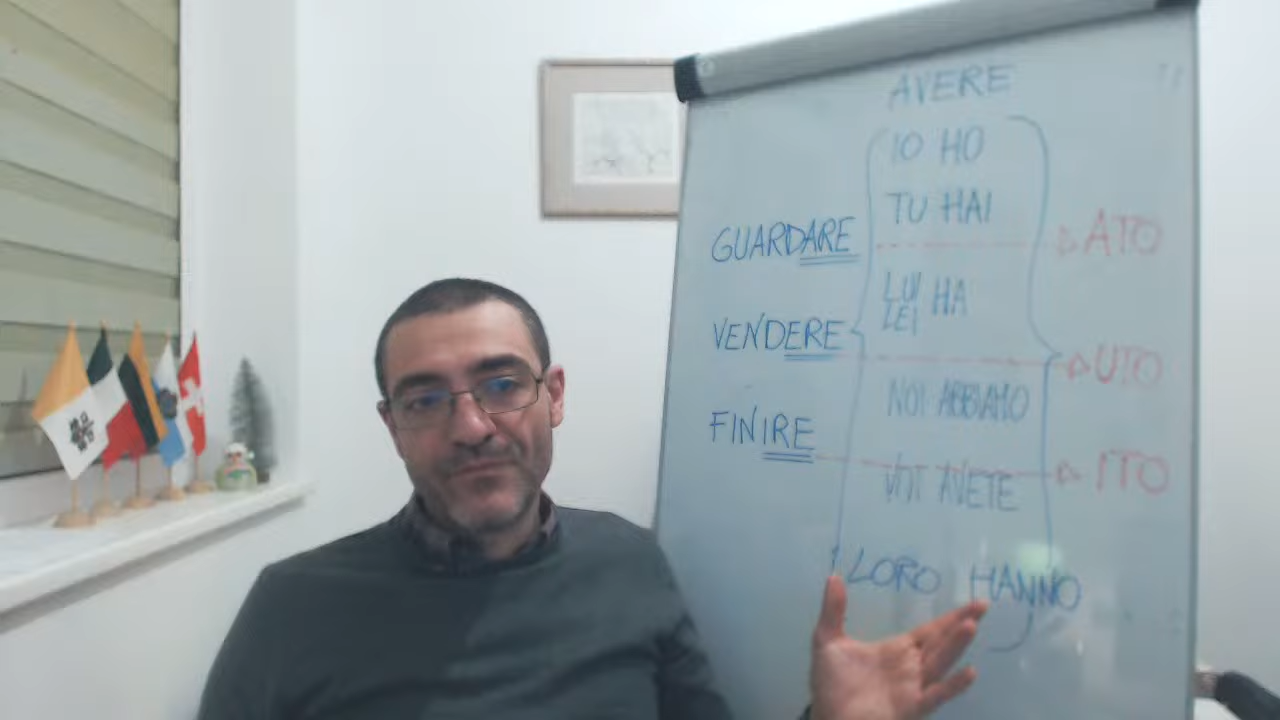 AVERE
IO HO
TU HAI
GUARDARE
ATO
LUI
LEI
HA
VENDERE
UTO
NOI ABBIAMO
FINIRE
VOI AVETE
ITO
LORO HANNO